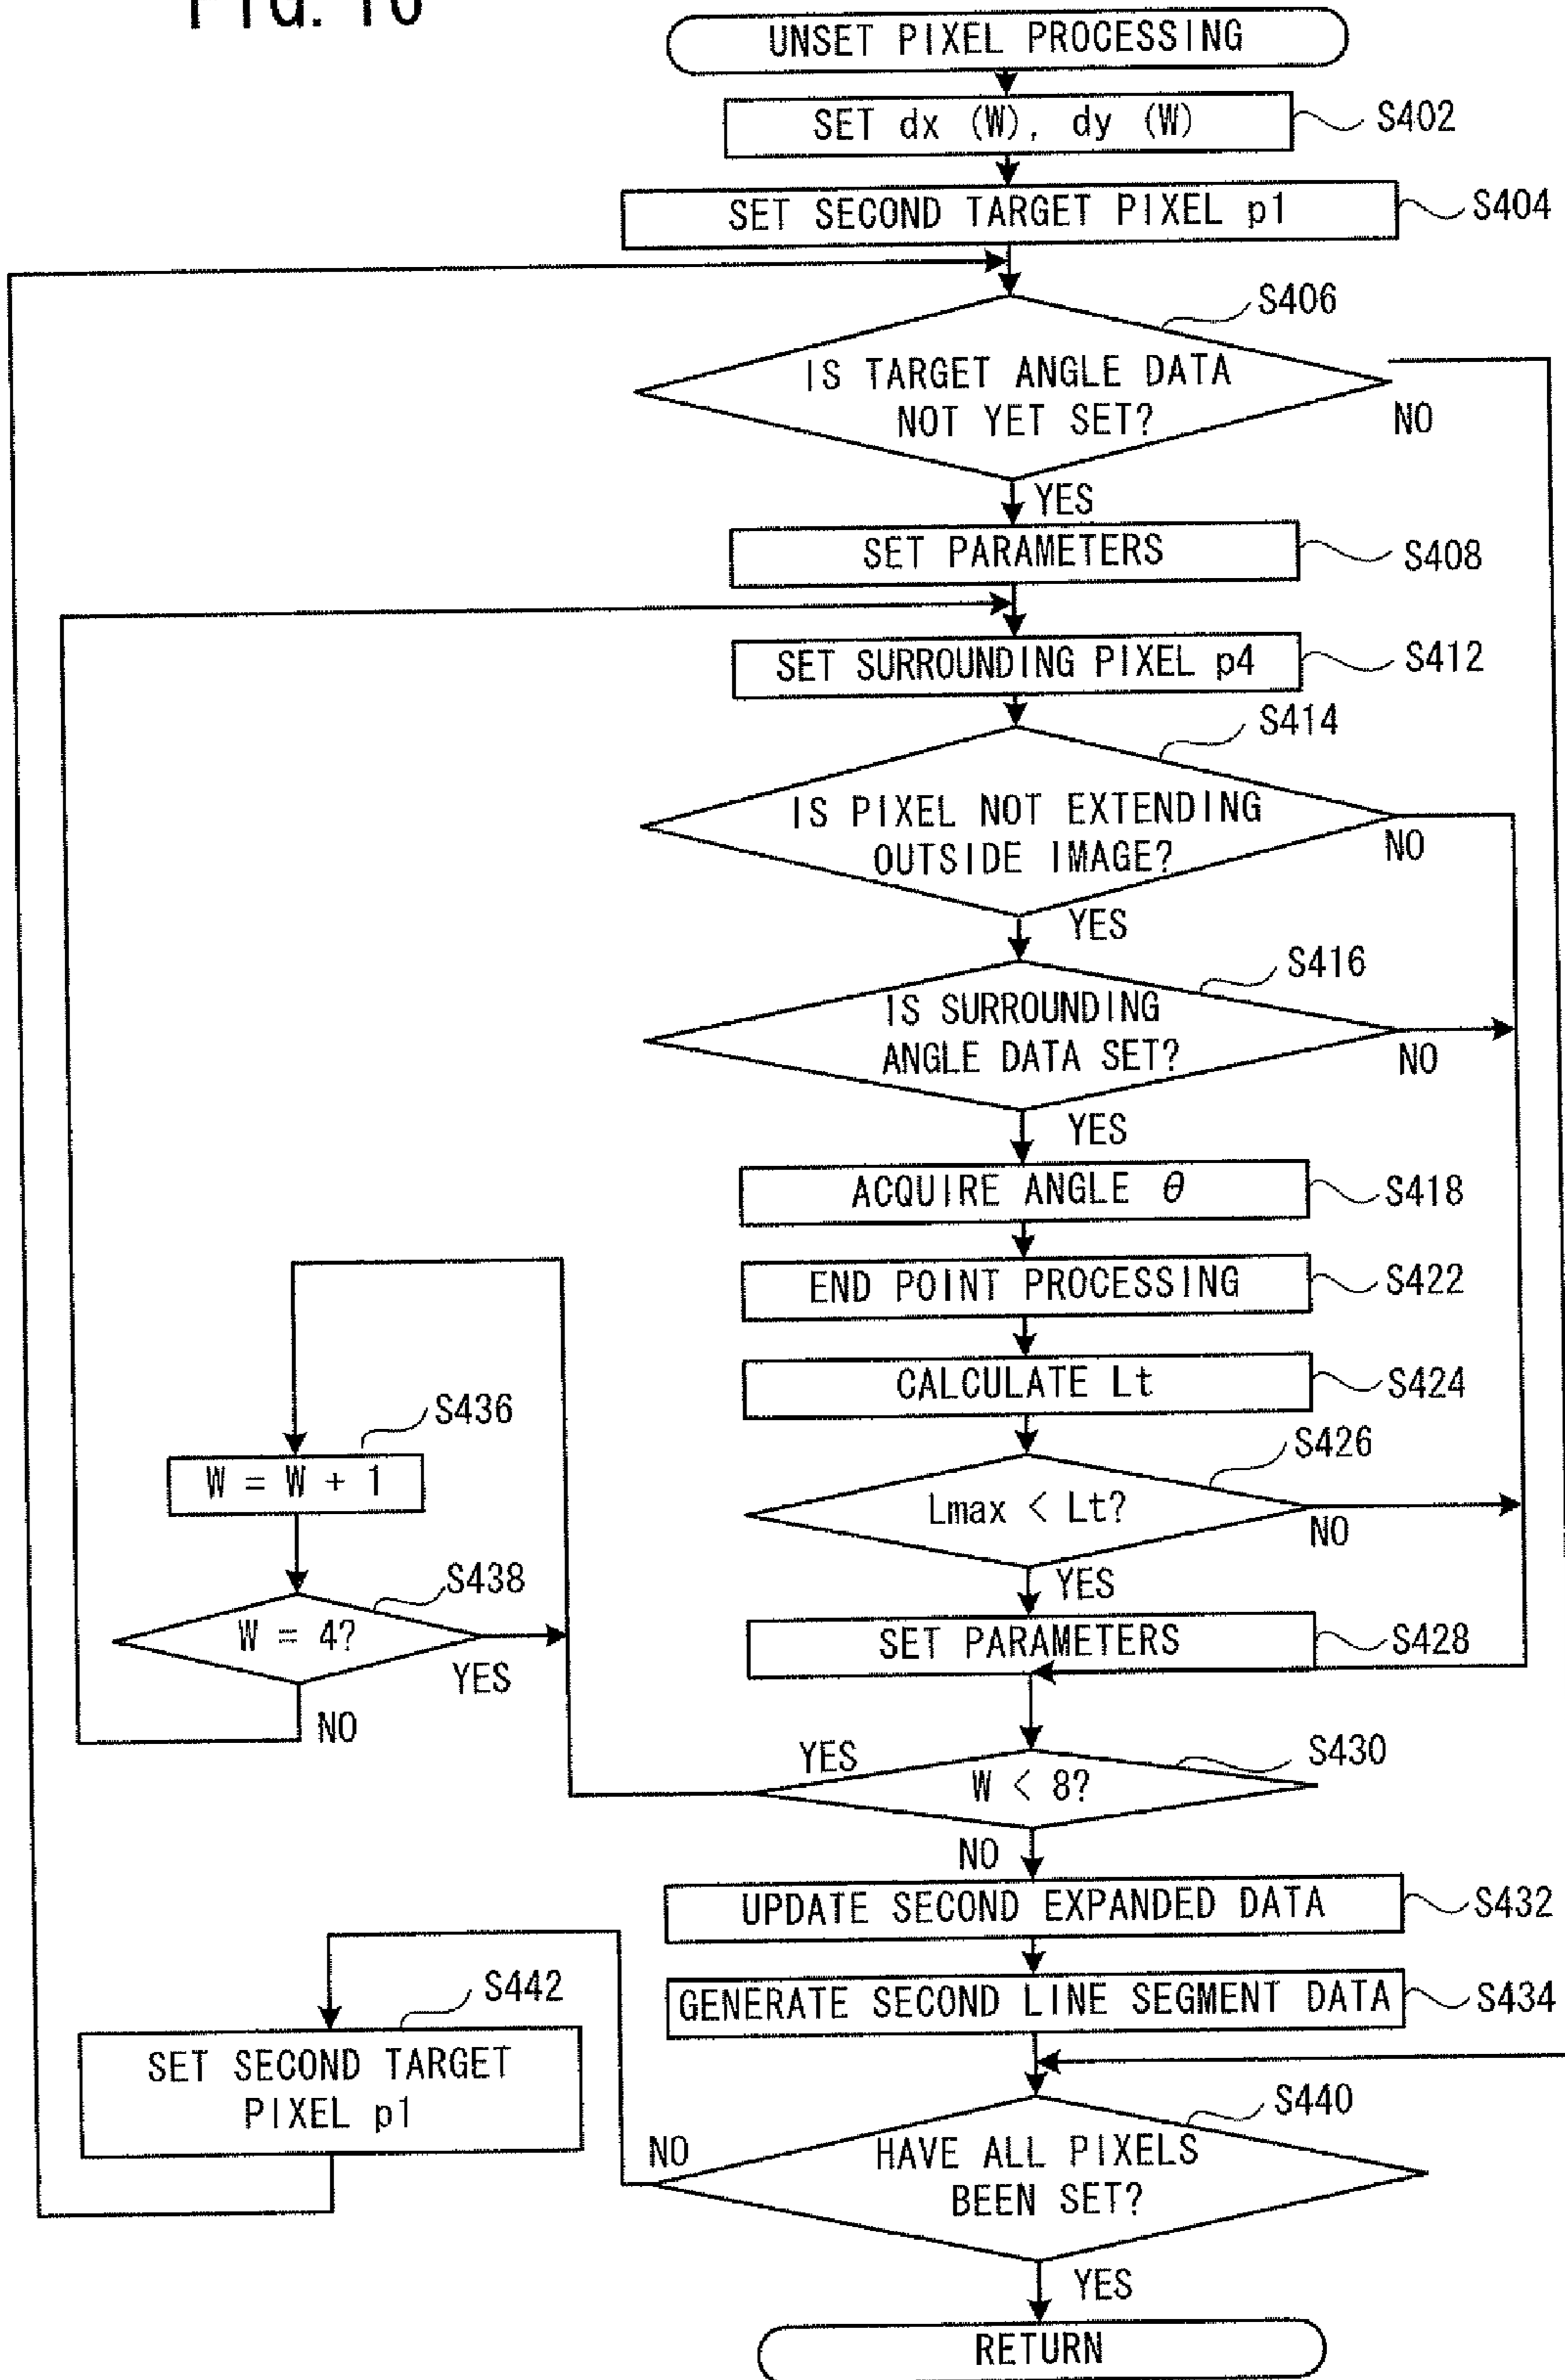 UNSET PIXEL PROCESSING
SET dx (W), dy (W)
S402
SET SECOND TARGET PIXEL p1
S404
S406
IS TARGET ANGLE DATA
NOT YET SET?
NO
YES
SET PARAMETERS
S408
SET SURROUNDING PIXEL p4
S412
S414
IS PIXEL NOT EXTENDING
OUTSIDE IMAGE?
NO
YES
S416
IS SURROUNDING
ANGLE DATA SET?
NO
YES
ACQUIRE ANGLE θ
S418
END POINT PROCESSING
S422
CALCULATE Lt
S424
S426
Lmax < Lt?
NO
YES
SET PARAMETERS
S428
S436
W = W + 1
S438
W = 4?
YES
NO
YES
S430
W < 8?
NO
UPDATE SECOND EXPANDED DATA
S432
GENERATE SECOND LINE SEGMENT DATA
S434
S442
SET SECOND TARGET
PIXEL p1
S440
NO
HAVE ALL PIXELS
BEEN SET?
YES
RETURN